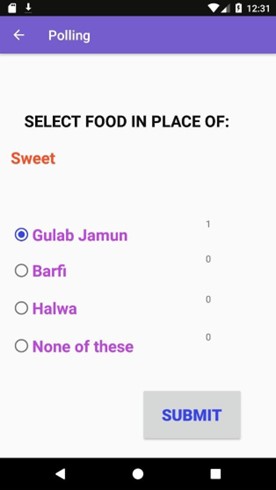 12:31
Polling
SELECT FOOD IN PLACE OF:
Sweet
Gulab Jamun 1
Barfi 0
Halwa 0
None of these 0
SUBMIT